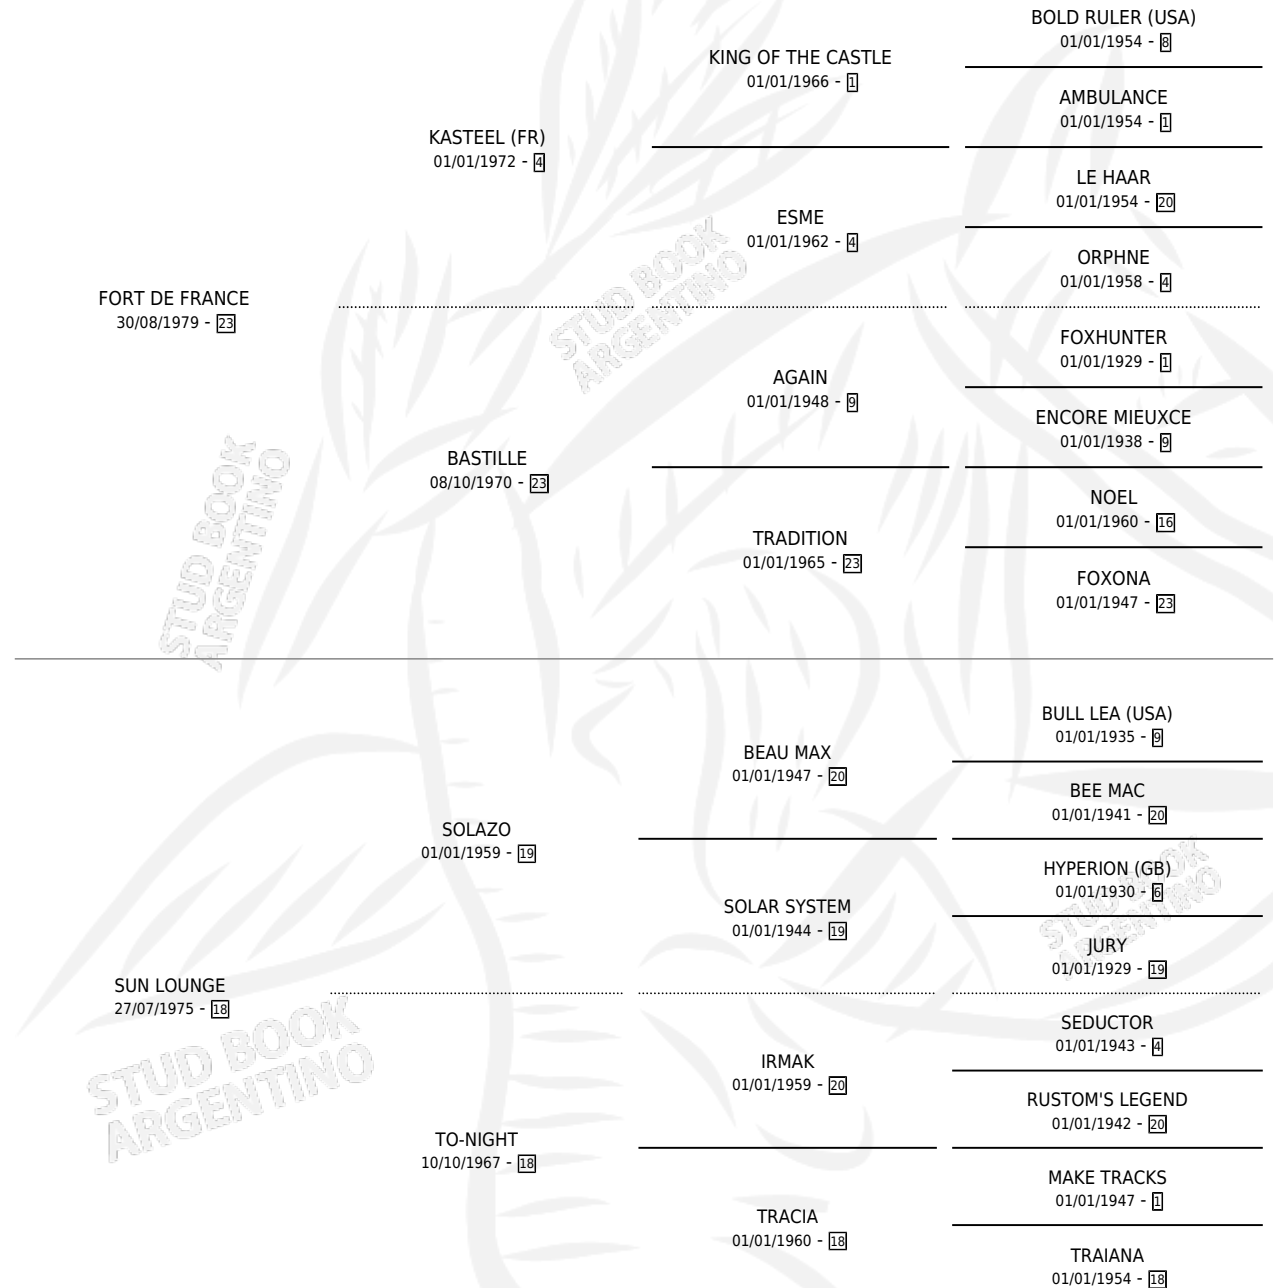 BOLD RULER (USA)
01/01/1954 - 8
KING OF THE CASTLE
01/01/1966 - 1
AMBULANCE
01/01/1954 - 1
KASTEEL (FR)
01/01/1972 - 4
LE HAAR
01/01/1954 - 20
ESME
01/01/1962 - 4
ORPHNE
01/01/1958 - 4
FORT DE FRANCE
30/08/1979 - 23
FOXHUNTER
01/01/1929 - 1
AGAIN
01/01/1948 - 9
ENCORE MIEUXCE
01/01/1938 - 9
BASTILLE
08/10/1970 - 23
NOEL
01/01/1960 - 16
TRADITION
01/01/1965 - 23
FOXONA
01/01/1947 - 23
STUD BOOK
ARGENTINO
STUD BOOK
ARGENTINO
BULL LEA (USA)
01/01/1935 - 9
BEAU MAX
01/01/1947 - 20
BEE MAC
01/01/1941 - 20
SOLAZO
01/01/1959 - 19
HYPERION (GB)
01/01/1930 - 6
SOLAR SYSTEM
01/01/1944 - 19
JURY
01/01/1929 - 19
SUN LOUNGE
27/07/1975 - 18
SEDUCTOR
01/01/1943 - 4
IRMAK
01/01/1959 - 20
RUSTOM'S LEGEND
01/01/1942 - 20
TO-NIGHT
10/10/1967 - 18
MAKE TRACKS
01/01/1947 - 1
TRACIA
01/01/1960 - 18
TRAIANA
01/01/1954 - 18
STUD BOOK
ARGENTINO
STUD BOOK
ARGENTINO